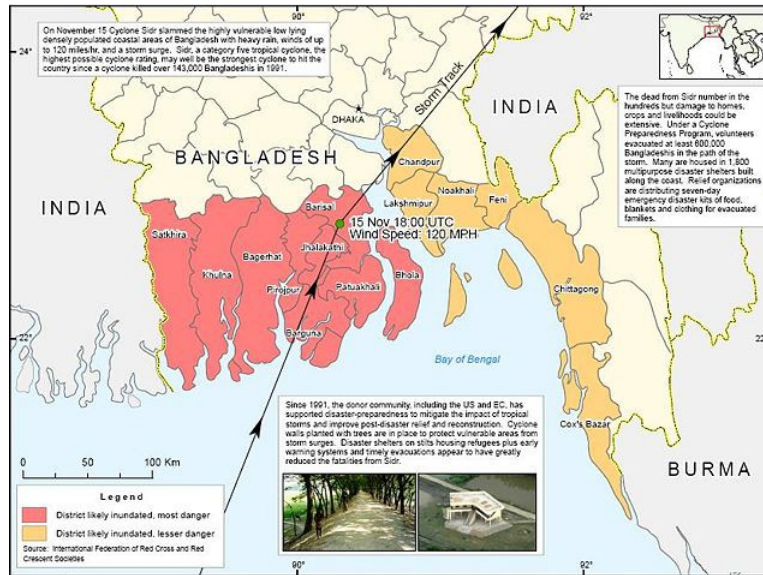 90
92
On November 15 Cyclone Sidr slammed the highly vulnerable low lying
densely populated coastal areas of Bangladesh with heavy rain, winds of
up to 120 miles/hr, and a storm surge. Sidr, a category five tropical cyclone, the
highest possible cyclone rating, may well be the strongest cyclone to hit the
country since a cyclone killed over 143,000 Bangladeshis in 1991.
24°
Storm Track
INDIA
The dead from Sidr number in the
hundreds but damage to homes,
crops and livelihoods could be
extensive. Under a Cyclone
Preparedness Program, volunteers
evacuated at least 600,000
Bangladeshis in the path of the
storm. Many are housed in 1,800
multipurpose disaster shelters built
along the coast. Relief organizations
are distributing seven-day
emergency disaster kits of food,
blankets and clothing for evacuated
families.
DHAKA
BANGLADESH
INDIA
Chandpur
Noakhali
Feni
Lakshmipur
Barisal
15 Nov 18:00 UTC
Wind Speed: 120 MPH
Satkhira
Jhalakathi
Bagerhat
Khulna
Bhola
Pirojpur
Patuakhali
Chittagong
Barguna
22°
22°
Bay of Bengal
Since 1991, the donor community, including the US and EC, has
supported disaster-preparedness to mitigate the impact of tropical
storms and improve post-disaster relief and reconstruction. Cyclone
walls planted with trees are in place to protect vulnerable areas from
storm surges. Disaster shelters on stilts housing refugees plus early
warning systems and timely evacuations appear to have greatly
reduced the fatalities from Sidr.
Cox's Bazar
BURMA
0 50 100 Km
Legend
District likely inundated, most danger
District likely inundated, lesser danger
Source: International Federation of Red Cross and Red
Crescent Societies
90
92